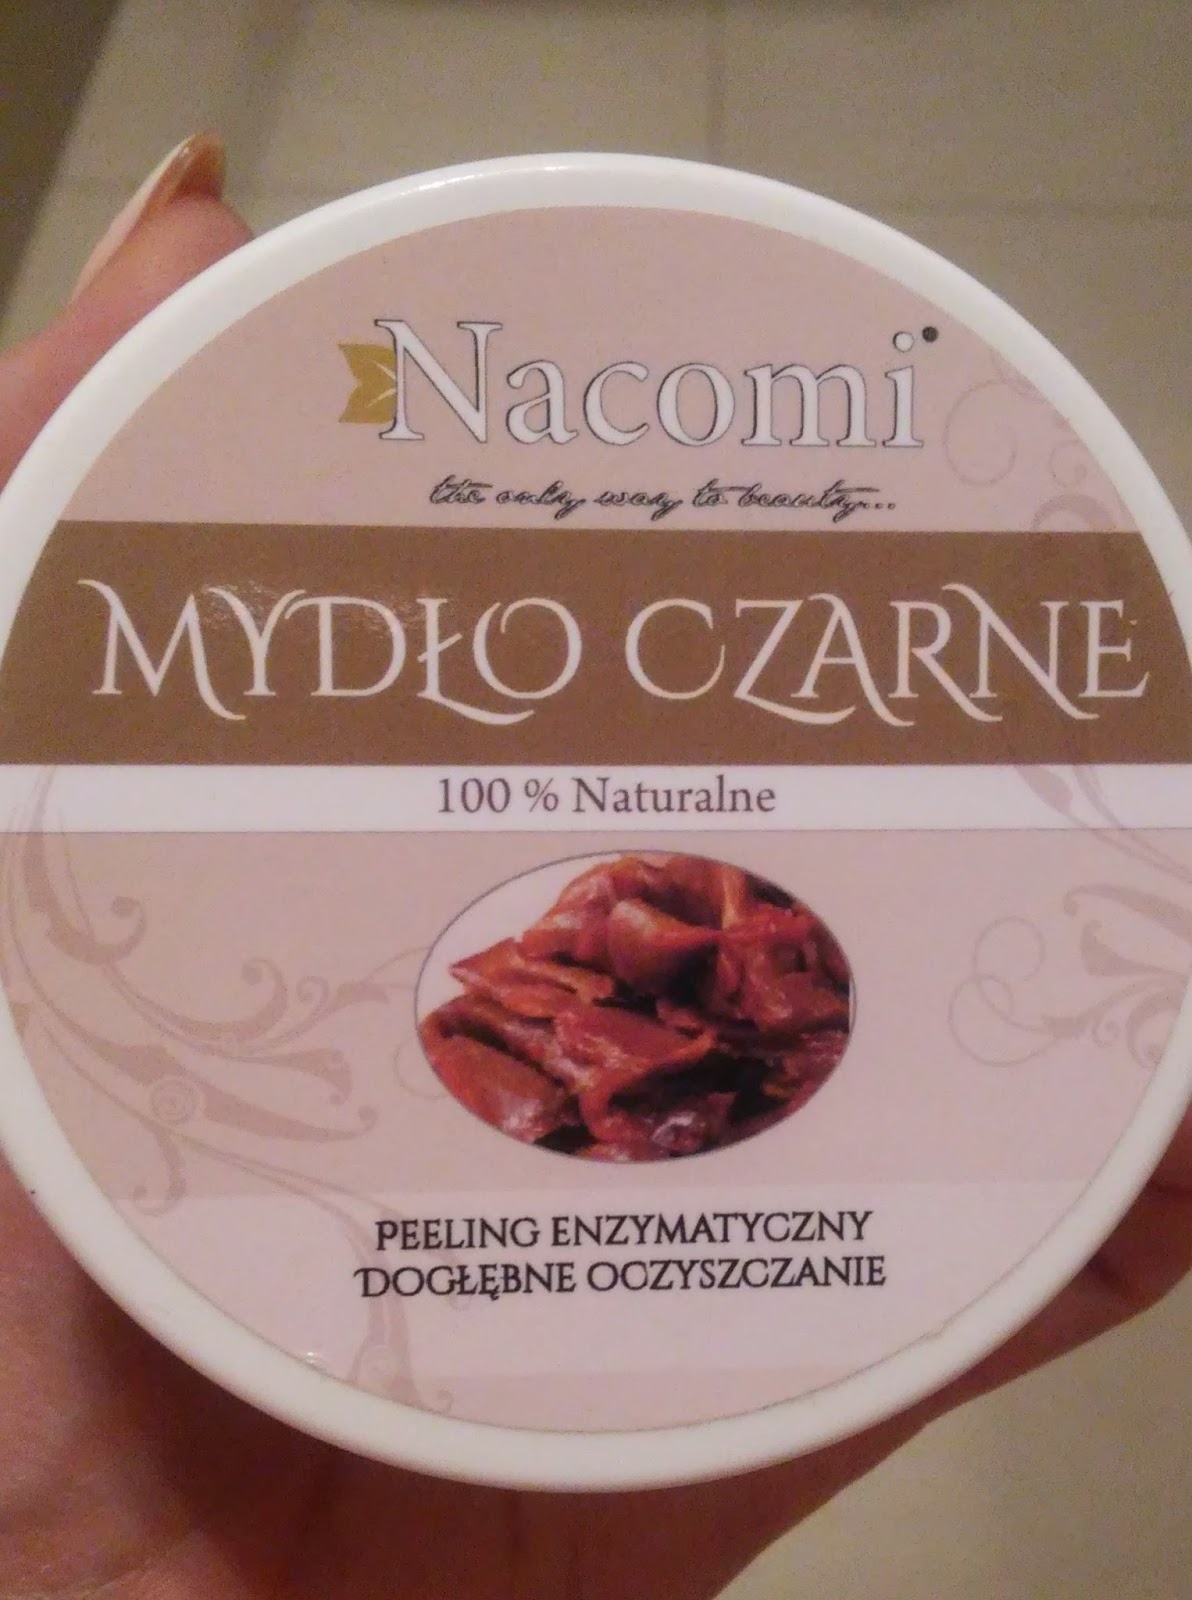 Nacomi
the only way to beauty...
MYDŁO CZARNE
100 % Naturalne
PEELING ENZYMATYCZNY
DOGŁĘBNE OCZYSZCZANIE